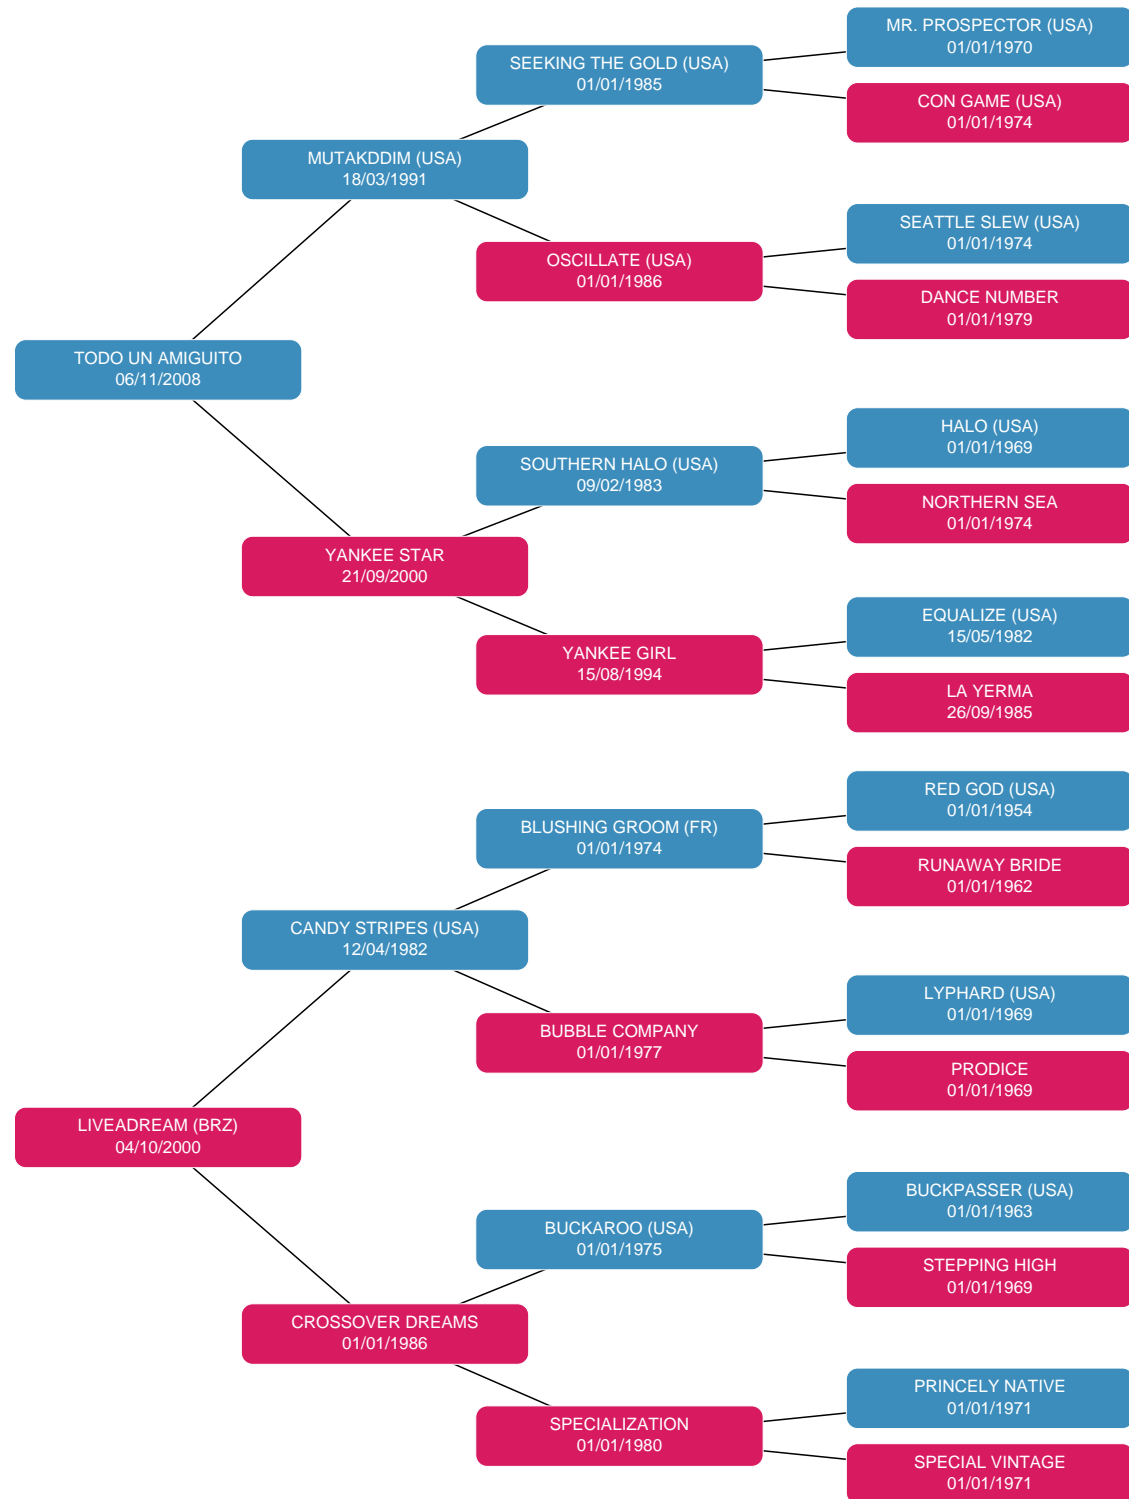 MR. PROSPECTOR (USA)
01/01/1970
SEEKING THE GOLD (USA)
01/01/1985
CON GAME (USA)
01/01/1974
MUTAKDDIM (USA)
18/03/1991
SEATTLE SLEW (USA)
01/01/1974
OSCILLATE (USA)
01/01/1986
DANCE NUMBER
01/01/1979
TODO UN AMIGUITO
06/11/2008
HALO (USA)
01/01/1969
SOUTHERN HALO (USA)
09/02/1983
NORTHERN SEA
01/01/1974
YANKEE STAR
21/09/2000
EQUALIZE (USA)
15/05/1982
YANKEE GIRL
15/08/1994
LA YERMA
26/09/1985
RED GOD (USA)
01/01/1954
BLUSHING GROOM (FR)
01/01/1974
RUNAWAY BRIDE
01/01/1962
CANDY STRIPES (USA)
12/04/1982
LYPHARD (USA)
01/01/1969
BUBBLE COMPANY
01/01/1977
PRODICE
01/01/1969
LIVEADREAM (BRZ)
04/10/2000
BUCKPASSER (USA)
01/01/1963
BUCKAROO (USA)
01/01/1975
STEPPING HIGH
01/01/1969
CROSSOVER DREAMS
01/01/1986
PRINCELY NATIVE
01/01/1971
SPECIALIZATION
01/01/1980
SPECIAL VINTAGE
01/01/1971